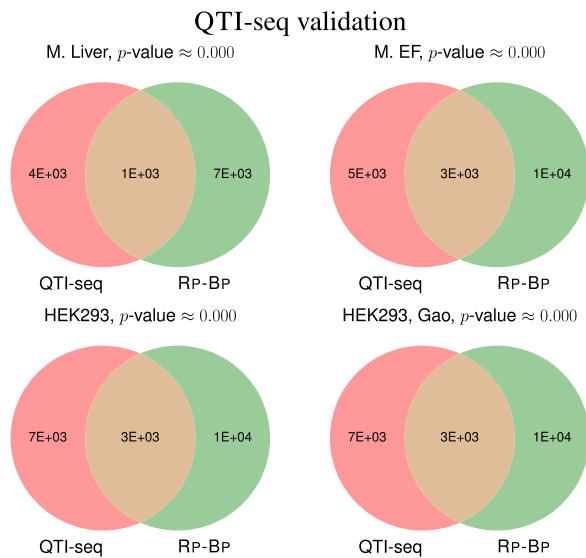 QTI-seq validation
M. Liver, p-value ≈ 0.000
M. EF, p-value ≈ 0.000
4E+03 1E+03 7E+03
5E+03 3E+03 1E+04
QTI-seq RP-BP
QTI-seq RP-BP
HEK293, p-value ≈ 0.000
HEK293, Gao, p-value ≈ 0.000
7E+03 3E+03 1E+04
7E+03 3E+03 1E+04
QTI-seq RP-BP
QTI-seq RP-BP